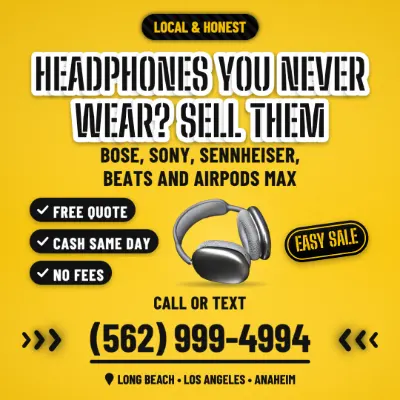 LOCAL & HONEST
HEADPHONES YOU NEVER
WEAR? SELL THEM
BOSE, SONY, SENNHEISER,
BEATS AND AIRPODS MAX
FREE QUOTE
CASH SAME DAY
NO FEES
EASY SALE
CALL OR TEXT
(562) 999-4994
LONG BEACH • LOS ANGELES • ANAHEIM